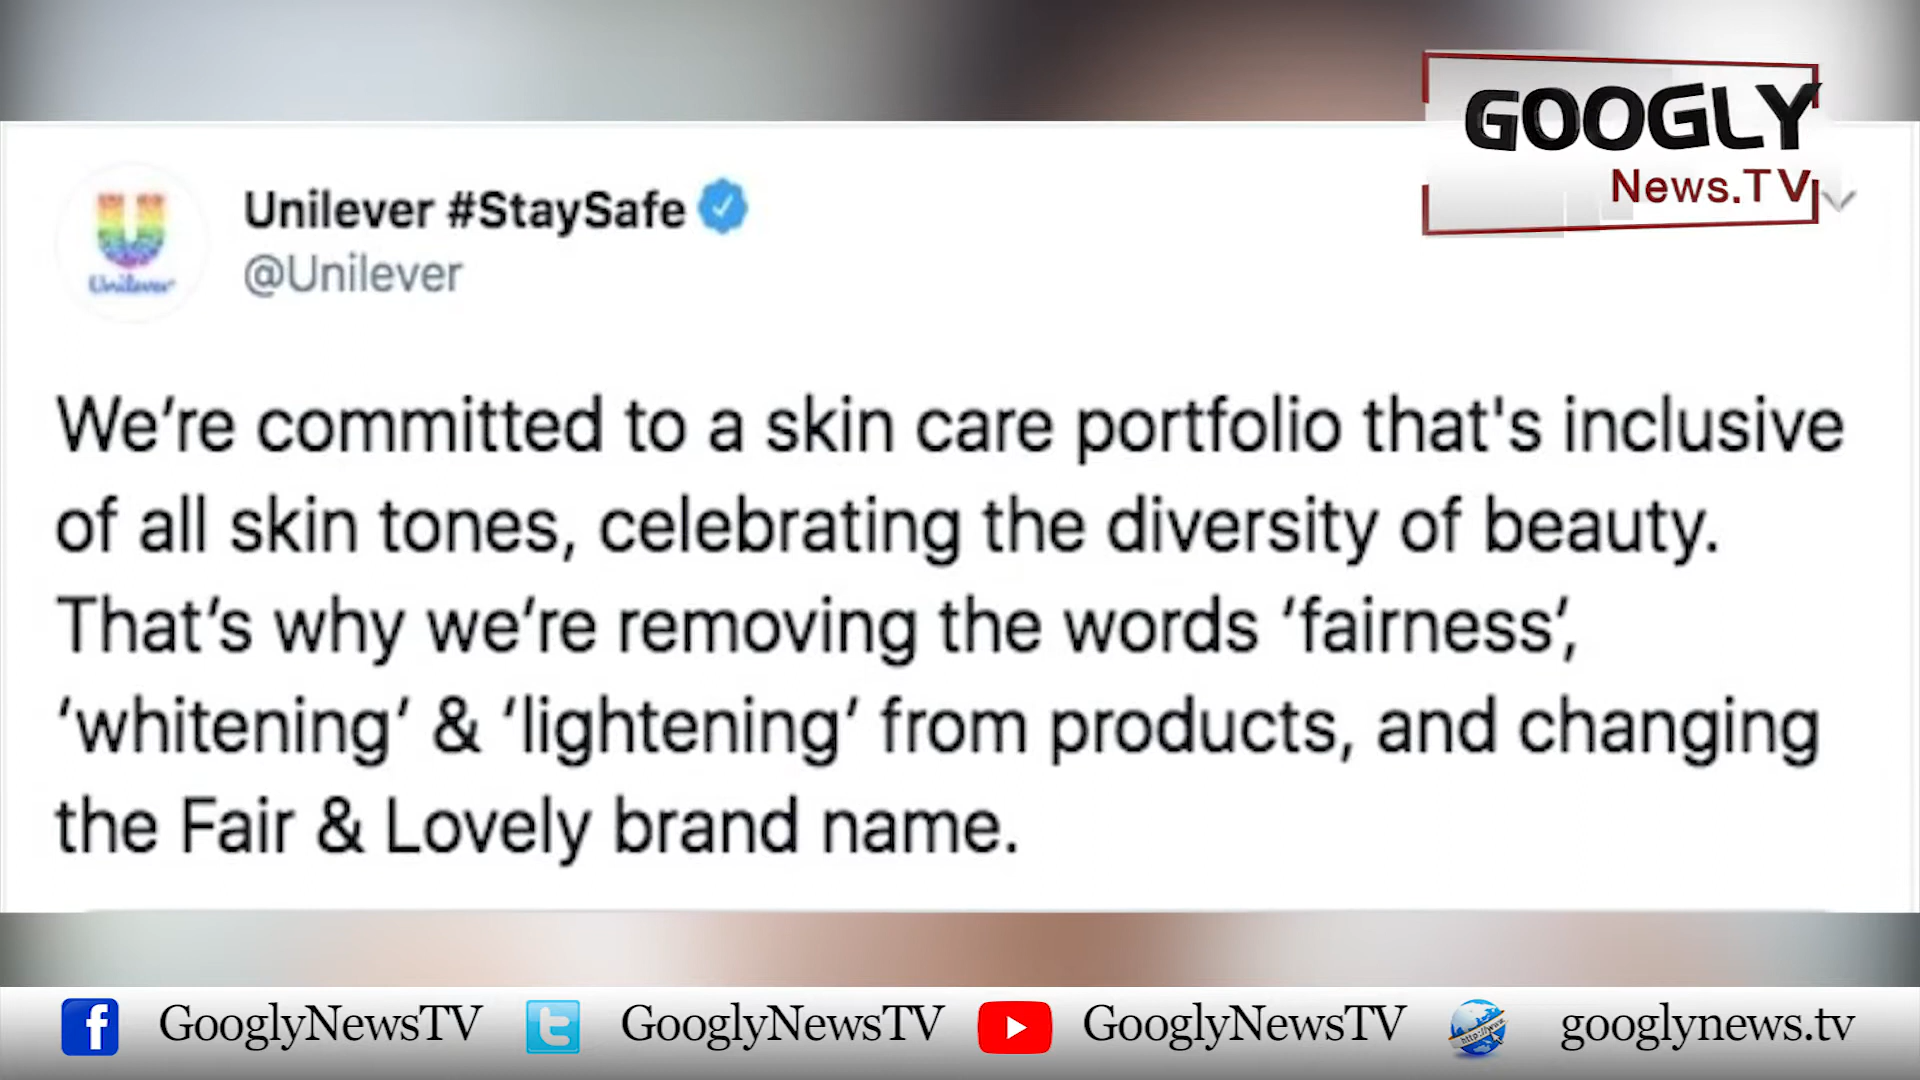 GOOGLY
News.TV
Unilever #StaySafe
@Unilever
Unilever
We’re committed to a skin care portfolio that's inclusive
of all skin tones, celebrating the diversity of beauty.
That’s why we’re removing the words ‘fairness’,
‘whitening’ & ‘lightening’ from products, and changing
the Fair & Lovely brand name.
GooglyNewsTV GooglyNewsTV GooglyNewsTV googlynews.tv